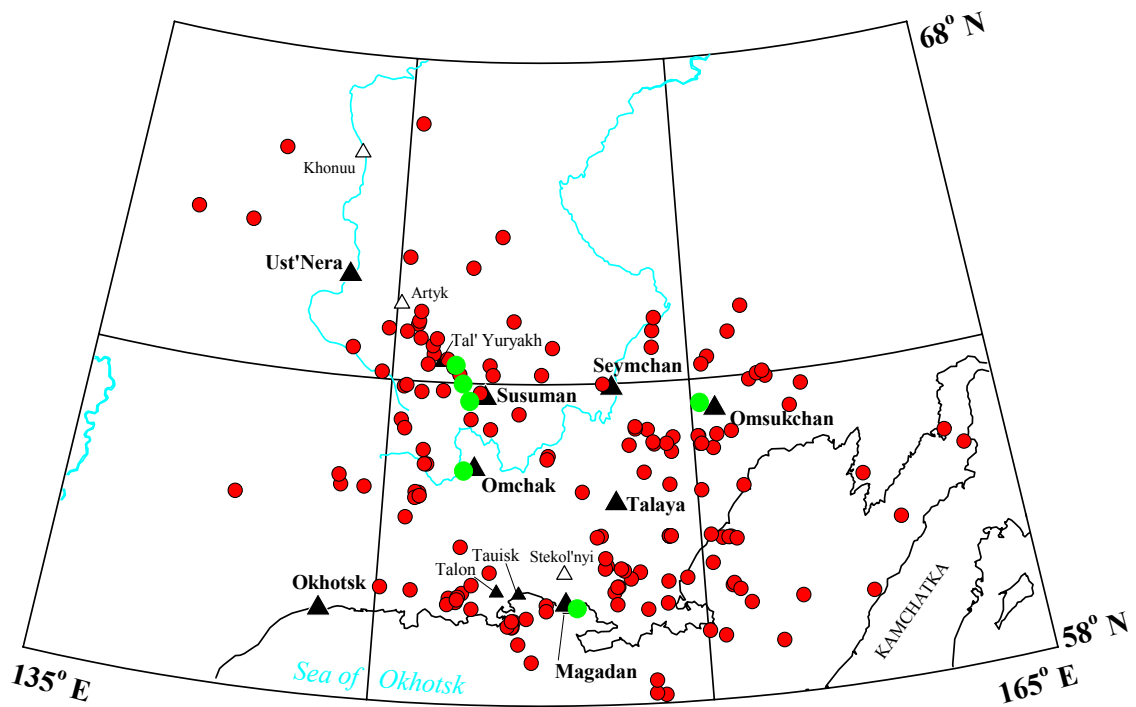 68° N
Khonuu
Ust'Nera
Artyk
Tal' Yuryakh
Seymchan
Susuman
Omsukchan
Omchak
Talaya
Tauisk
Stekol'nyi
Talon
Okhotsk
KAMCHATKA
58° N
Magadan
Sea of Okhotsk
135° E
165° E